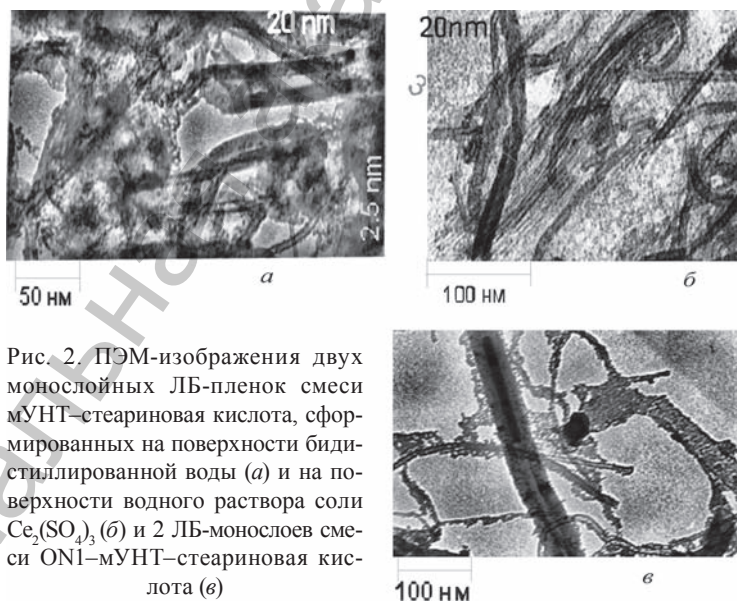 20 nm
2.5 nm
50 нм
а
20nm
100 нм
б
Рис. 2. ПЭМ-изображения двух
монослойных ЛБ-пленок смеси
мУНТ–стеариновая кислота, сфор-
мированных на поверхности биди-
стиллированной воды (а) и на по-
верхности водного раствора соли
Ce₂(SO₄)₃ (б) и 2 ЛБ-монослоев сме-
си ON1–мУНТ–стеариновая кис-
лота (в)
100 нм
в